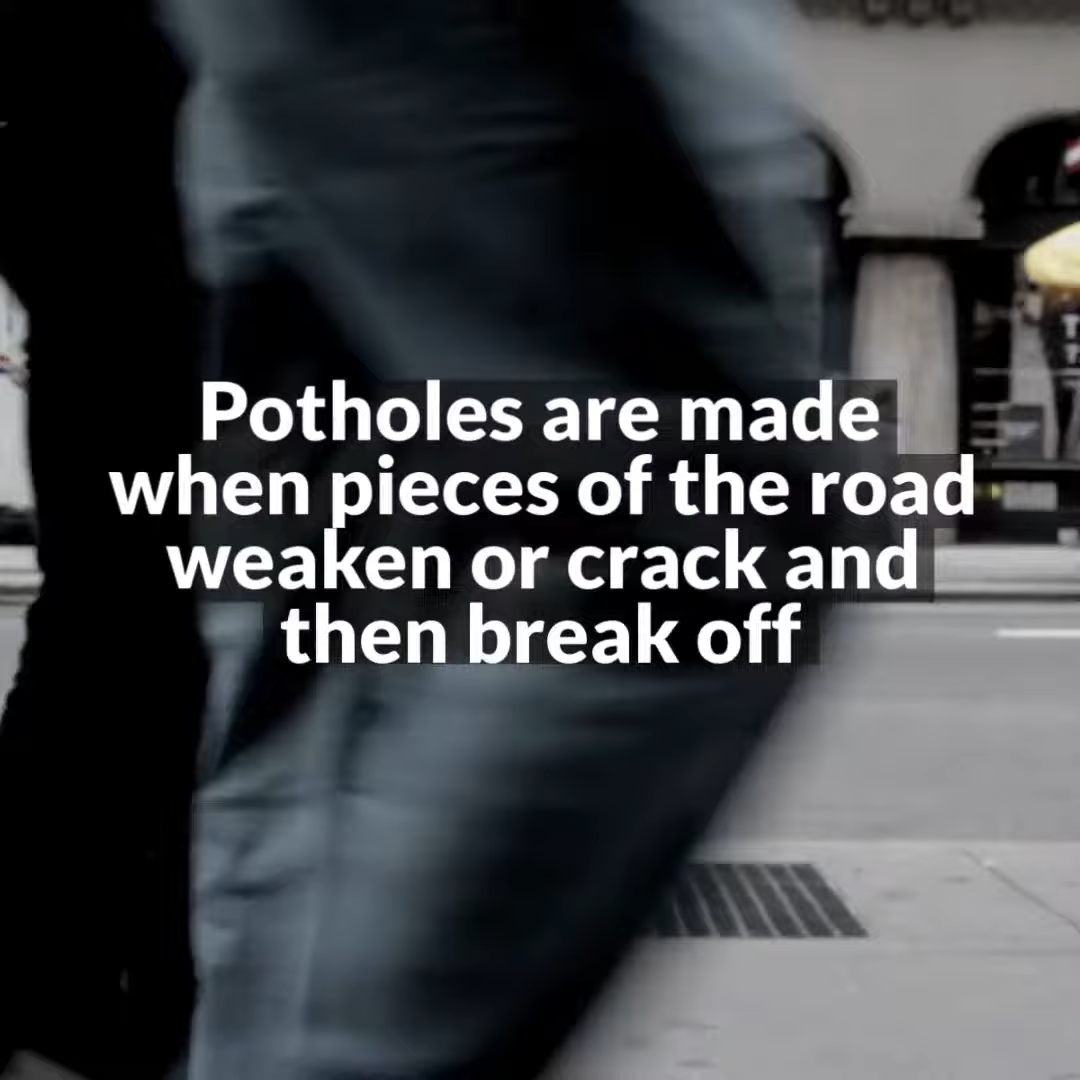 Potholes are made
when pieces of the road
weaken or crack and
then break off